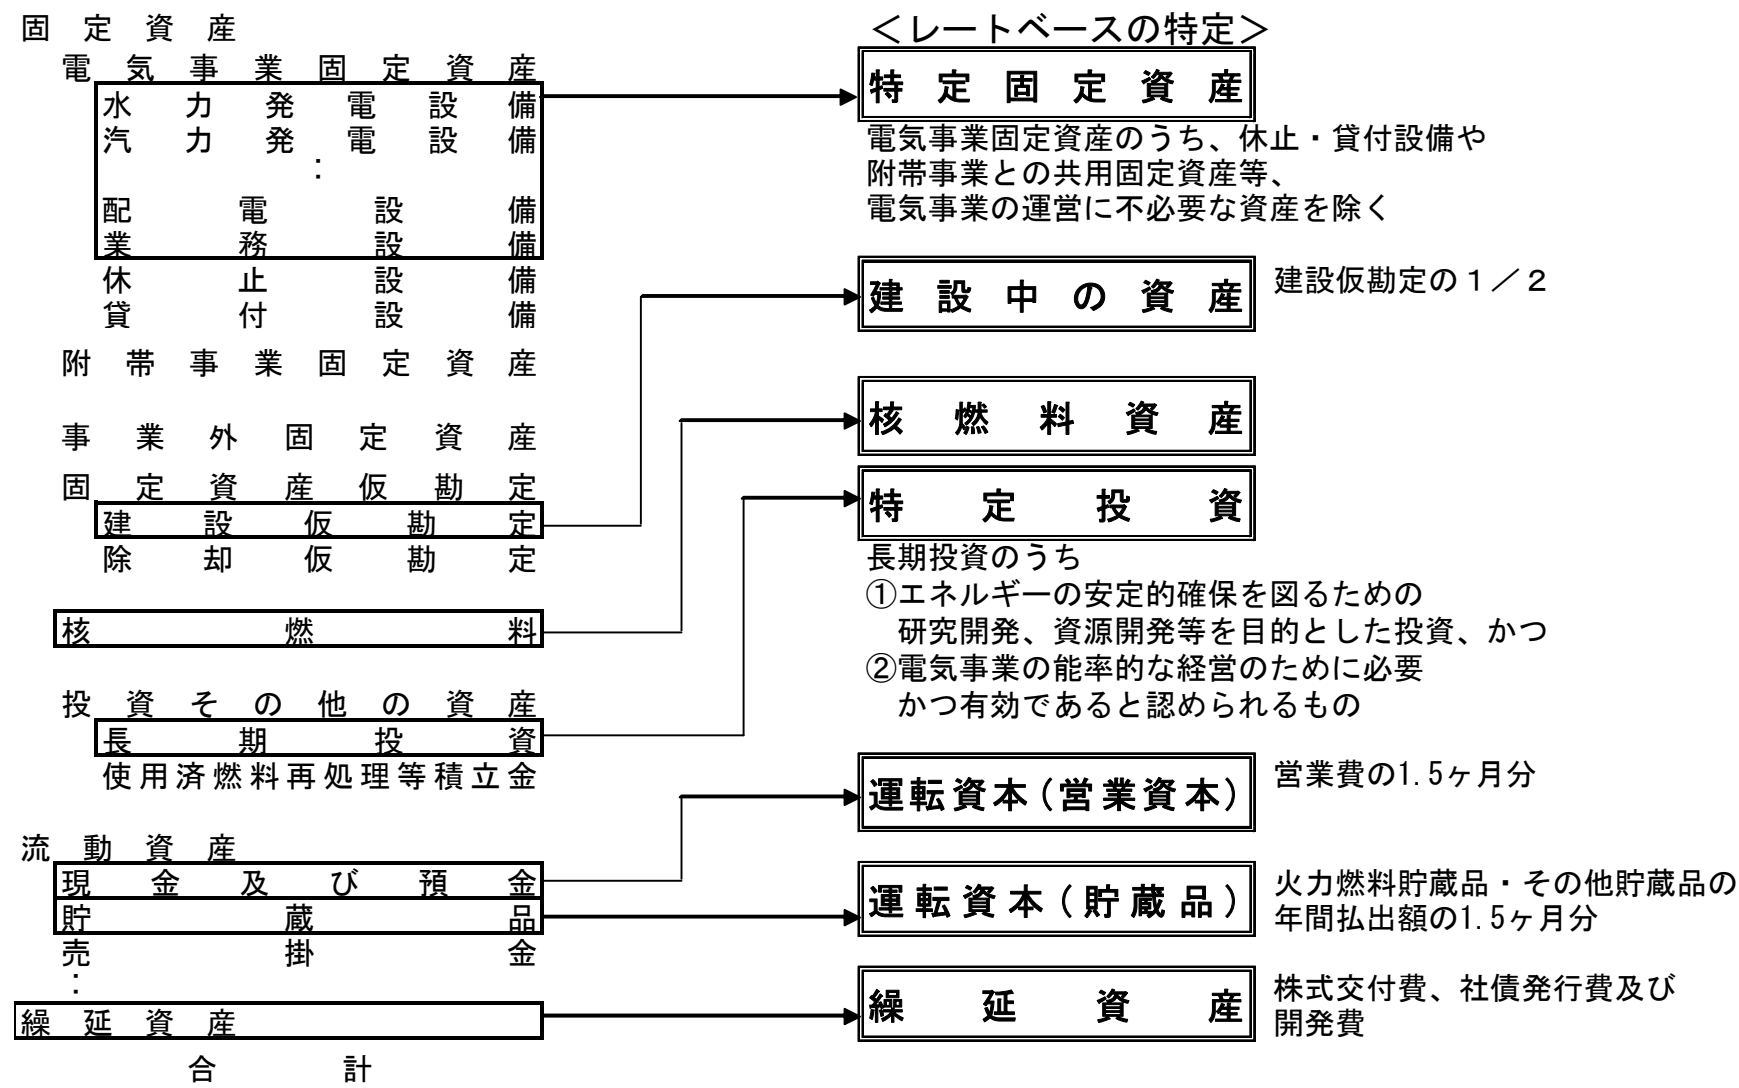 固定資産
電気事業固定資産
水力発電設備
汽力発電設備
：
配電設備
業務設備
休止設備
貸付設備
附帯事業固定資産
事業外固定資産
固定資産仮勘定
建設仮勘定
除却仮勘定
核燃料
投資その他の資産
長期投資
使用済燃料再処理等積立金
流動資産
現金及び預金
貯蔵品
売掛金
：
繰延資産
合計
＜レートベースの特定＞
特定固定資産
電気事業固定資産のうち、休止・貸付設備や
附帯事業との共用固定資産等、
電気事業の運営に不必要な資産を除く
建設中の資産
建設仮勘定の１／２
核燃料資産
特定投資
長期投資のうち
①エネルギーの安定的確保を図るための
研究開発、資源開発等を目的とした投資、かつ
②電気事業の能率的な経営のために必要
かつ有効であると認められるもの
運転資本(営業資本)
営業費の1.5ヶ月分
運転資本(貯蔵品)
火力燃料貯蔵品・その他貯蔵品の
年間払出額の1.5ヶ月分
繰延資産
株式交付費、社債発行費及び
開発費